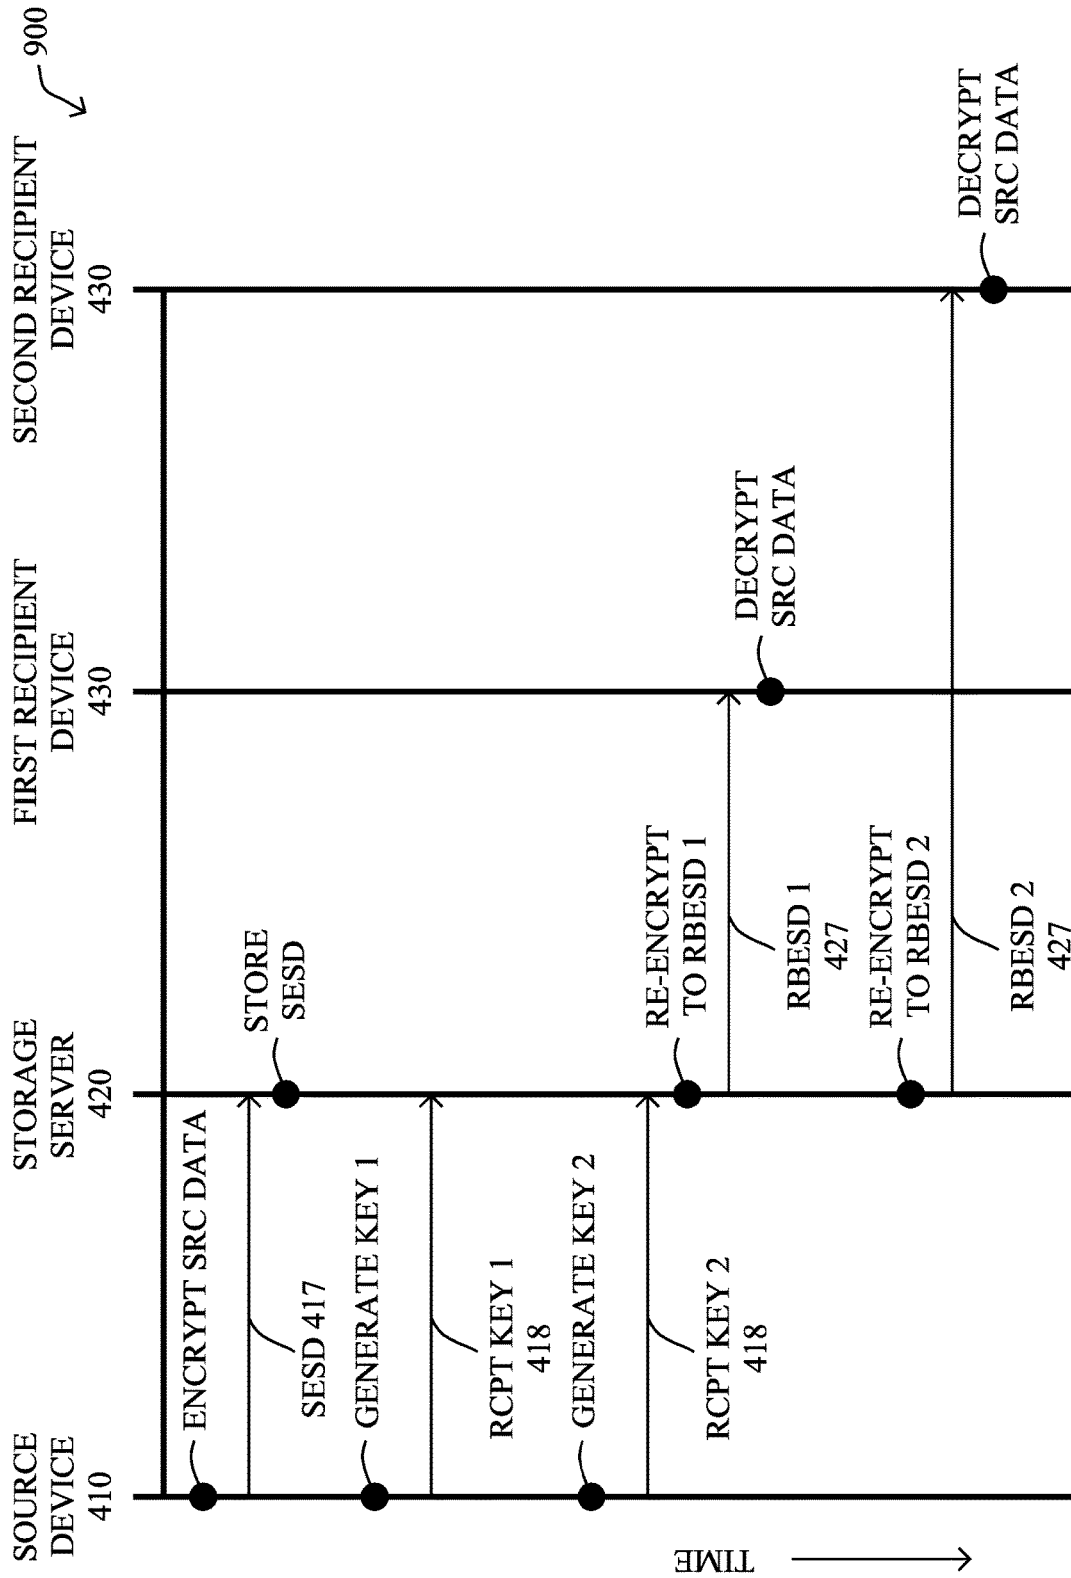 900
SOURCE
DEVICE
410
STORAGE
SERVER
420
FIRST RECIPIENT
DEVICE
430
SECOND RECIPIENT
DEVICE
430
TIME
ENCRYPT SRC DATA
SESD 417
STORE
SESD
GENERATE KEY 1
RCPT KEY 1
418
GENERATE KEY 2
RCPT KEY 2
418
RE-ENCRYPT
TO RBESD 1
RBESD 1
427
DECRYPT
SRC DATA
RE-ENCRYPT
TO RBESD 2
RBESD 2
427
DECRYPT
SRC DATA